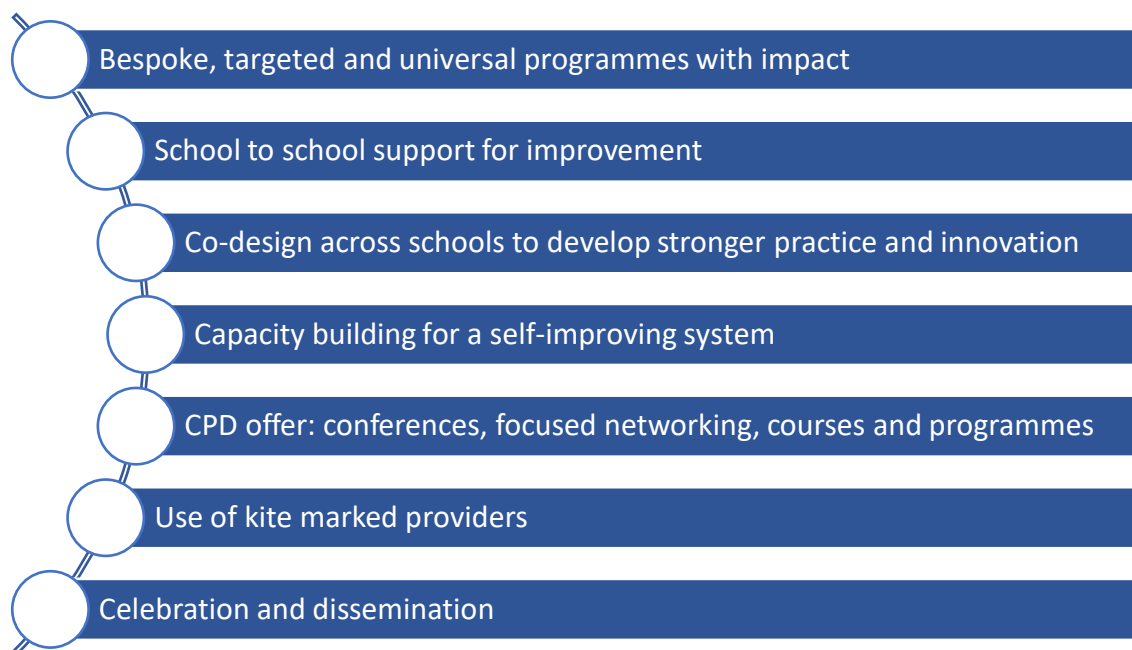 Bespoke, targeted and universal programmes with impact
School to school support for improvement
Co-design across schools to develop stronger practice and innovation
Capacity building for a self-improving system
CPD offer: conferences, focused networking, courses and programmes
Use of kite marked providers
Celebration and dissemination